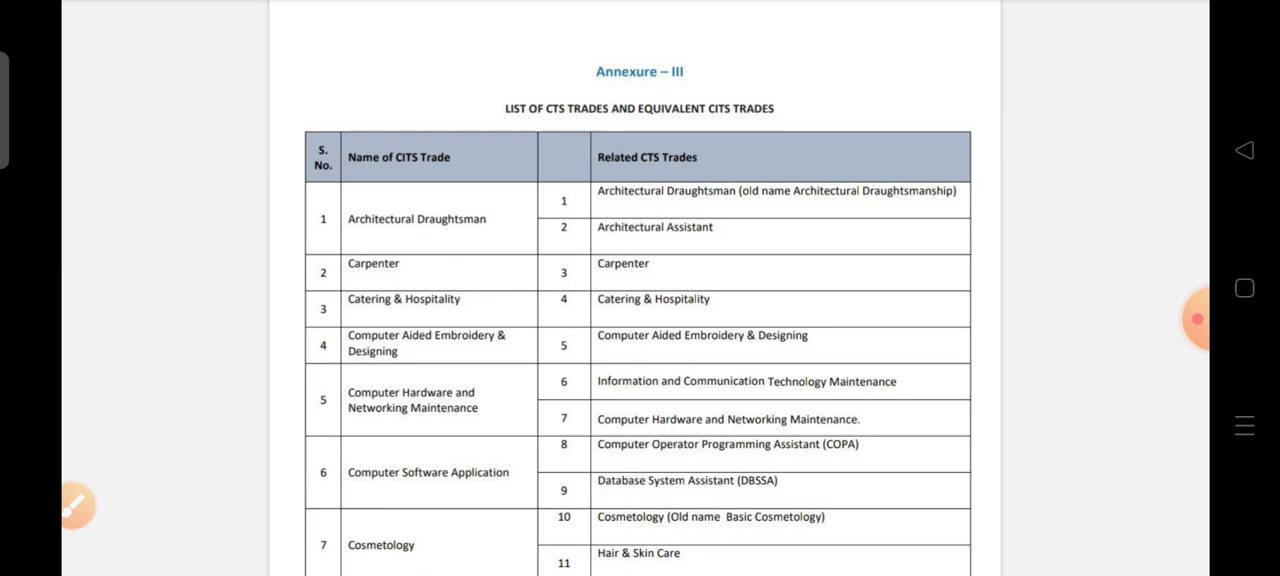 Annexure – III
LIST OF CTS TRADES AND EQUIVALENT CITS TRADES
S. No. Name of CITS Trade Related CTS Trades
1 Architectural Draughtsman 1 Architectural Draughtsman (old name Architectural Draughtsmanship)
2 Architectural Assistant
2 Carpenter 3 Carpenter
3 Catering & Hospitality 4 Catering & Hospitality
4 Computer Aided Embroidery & Designing 5 Computer Aided Embroidery & Designing
5 Computer Hardware and Networking Maintenance 6 Information and Communication Technology Maintenance
7 Computer Hardware and Networking Maintenance.
6 Computer Software Application 8 Computer Operator Programming Assistant (COPA)
9 Database System Assistant (DBSSA)
7 Cosmetology 10 Cosmetology (Old name Basic Cosmetology)
11 Hair & Skin Care